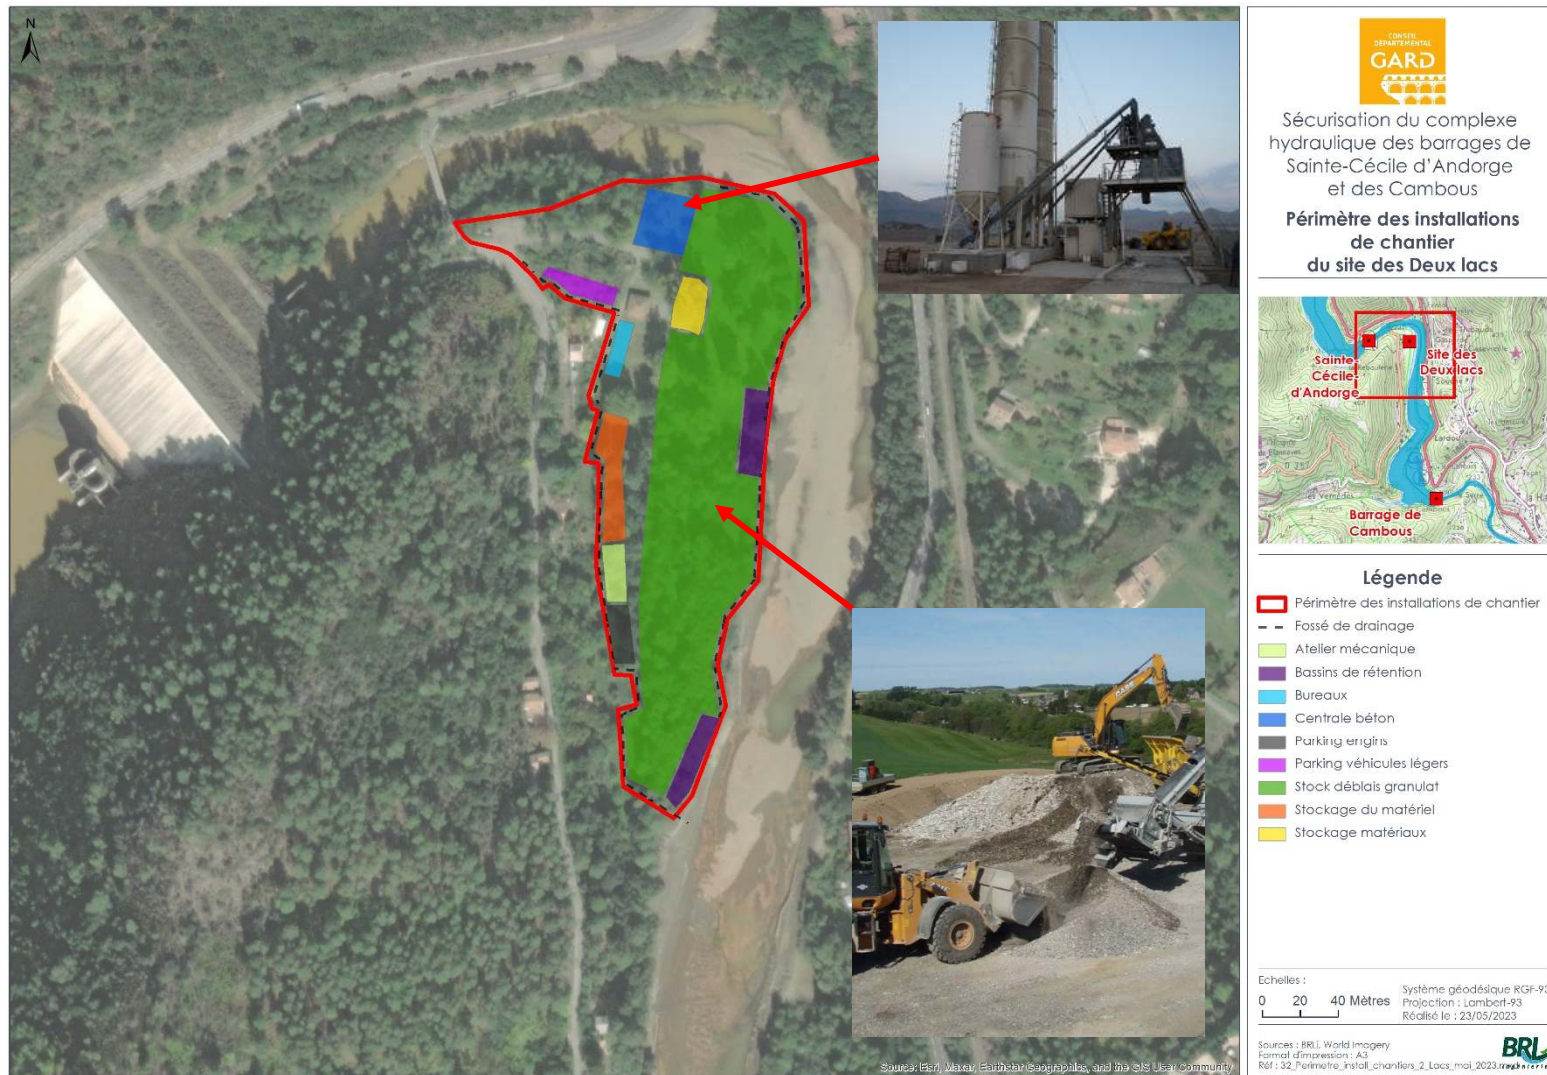 N
CONSEIL
DÉPARTEMENTAL
GARD
Sécurisation du complexe
hydraulique des barrages de
Sainte-Cécile d'Andorge
et des Cambous
Périmètre des installations
de chantier
du site des Deux lacs
Sainte-
Cécile-
d'Andorge
Site des
Deux lacs
Barrage de
Cambous
Légende
Périmètre des installations de chantier
Fossé de drainage
Atelier mécanique
Bassins de rétention
Bureaux
Centrale béton
Parking engins
Parking véhicules légers
Stock déblais granulat
Stockage du matériel
Stockage matériaux
Echelles :
0 20 40 Mètres
Système géodésique RGF-93
Projection : Lambert-93
Réalisé le : 23/05/2023
Sources : BRLi, World Imagery
Format d'impression : A3
Réf : 32_Perimetre_install_chantiers_2_Lacs_mai_2023
BRL
Ingénierie
Source: Esri, Maxar, Earthstar Geographics, and the GIS User Community